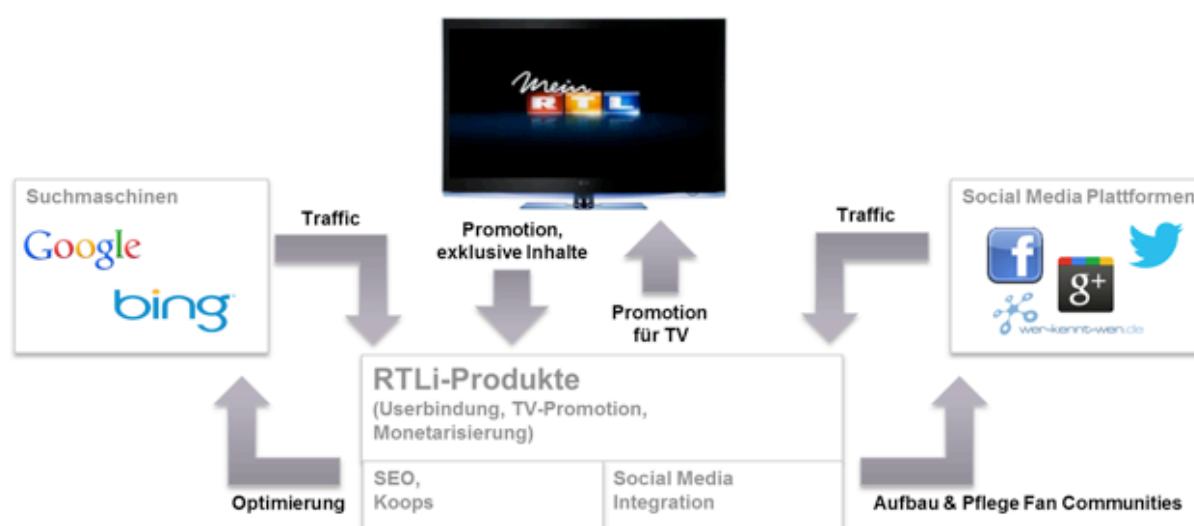 Mein
RTL
Suchmaschinen
Google
bing
Traffic
Promotion,
exklusive Inhalte
Promotion
für TV
Traffic
Social Media Plattformen
f
g+
wer-kennt-wen.de
RTLi-Produkte
(Userbindung, TV-Promotion,
Monetarisierung)
SEO,
Koops
Social Media
Integration
Optimierung
Aufbau & Pflege Fan Communities